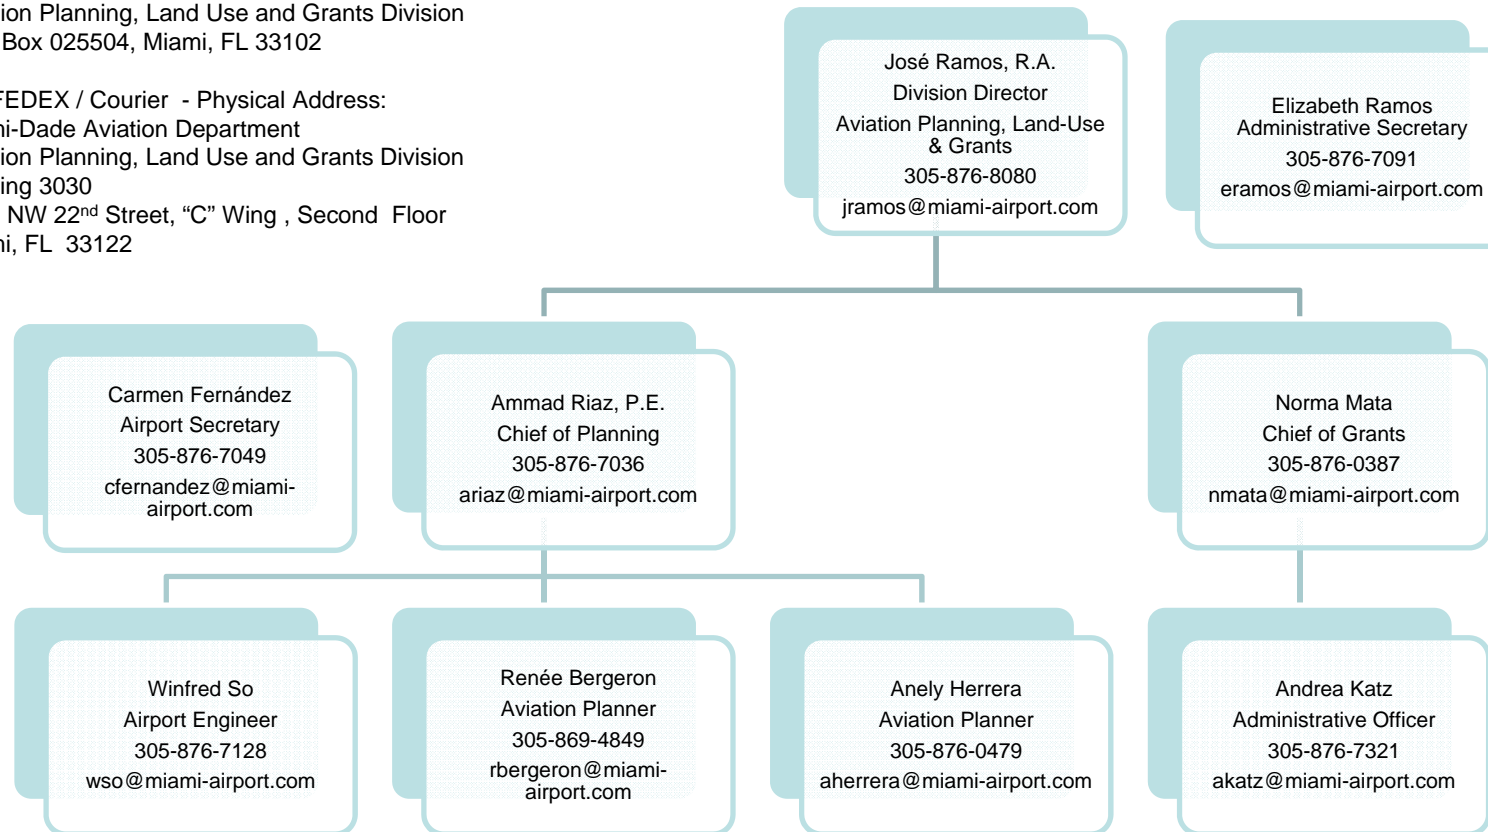 Planning, Land Use and Grants Division
Box 025504, Miami, FL 33102
FEDEX / Courier - Physical Address:
Aviation Department
Planning, Land Use and Grants Division
3030
NW 22nd Street, “C” Wing , Second Floor
FL 33122
José Ramos, R.A.
Division Director
Aviation Planning, Land-Use
& Grants
305-876-8080
jramos@miami-airport.com
Elizabeth Ramos
Administrative Secretary
305-876-7091
eramos@miami-airport.com
Carmen Fernández
Airport Secretary
305-876-7049
cfernandez@miami-
airport.com
Ammad Riaz, P.E.
Chief of Planning
305-876-7036
ariaz@miami-airport.com
Norma Mata
Chief of Grants
305-876-0387
nmata@miami-airport.com
Winfred So
Airport Engineer
305-876-7128
wso@miami-airport.com
Renée Bergeron
Aviation Planner
305-869-4849
rbergeron@miami-
airport.com
Anely Herrera
Aviation Planner
305-876-0479
aherrera@miami-airport.com
Andrea Katz
Administrative Officer
305-876-7321
akatz@miami-airport.com